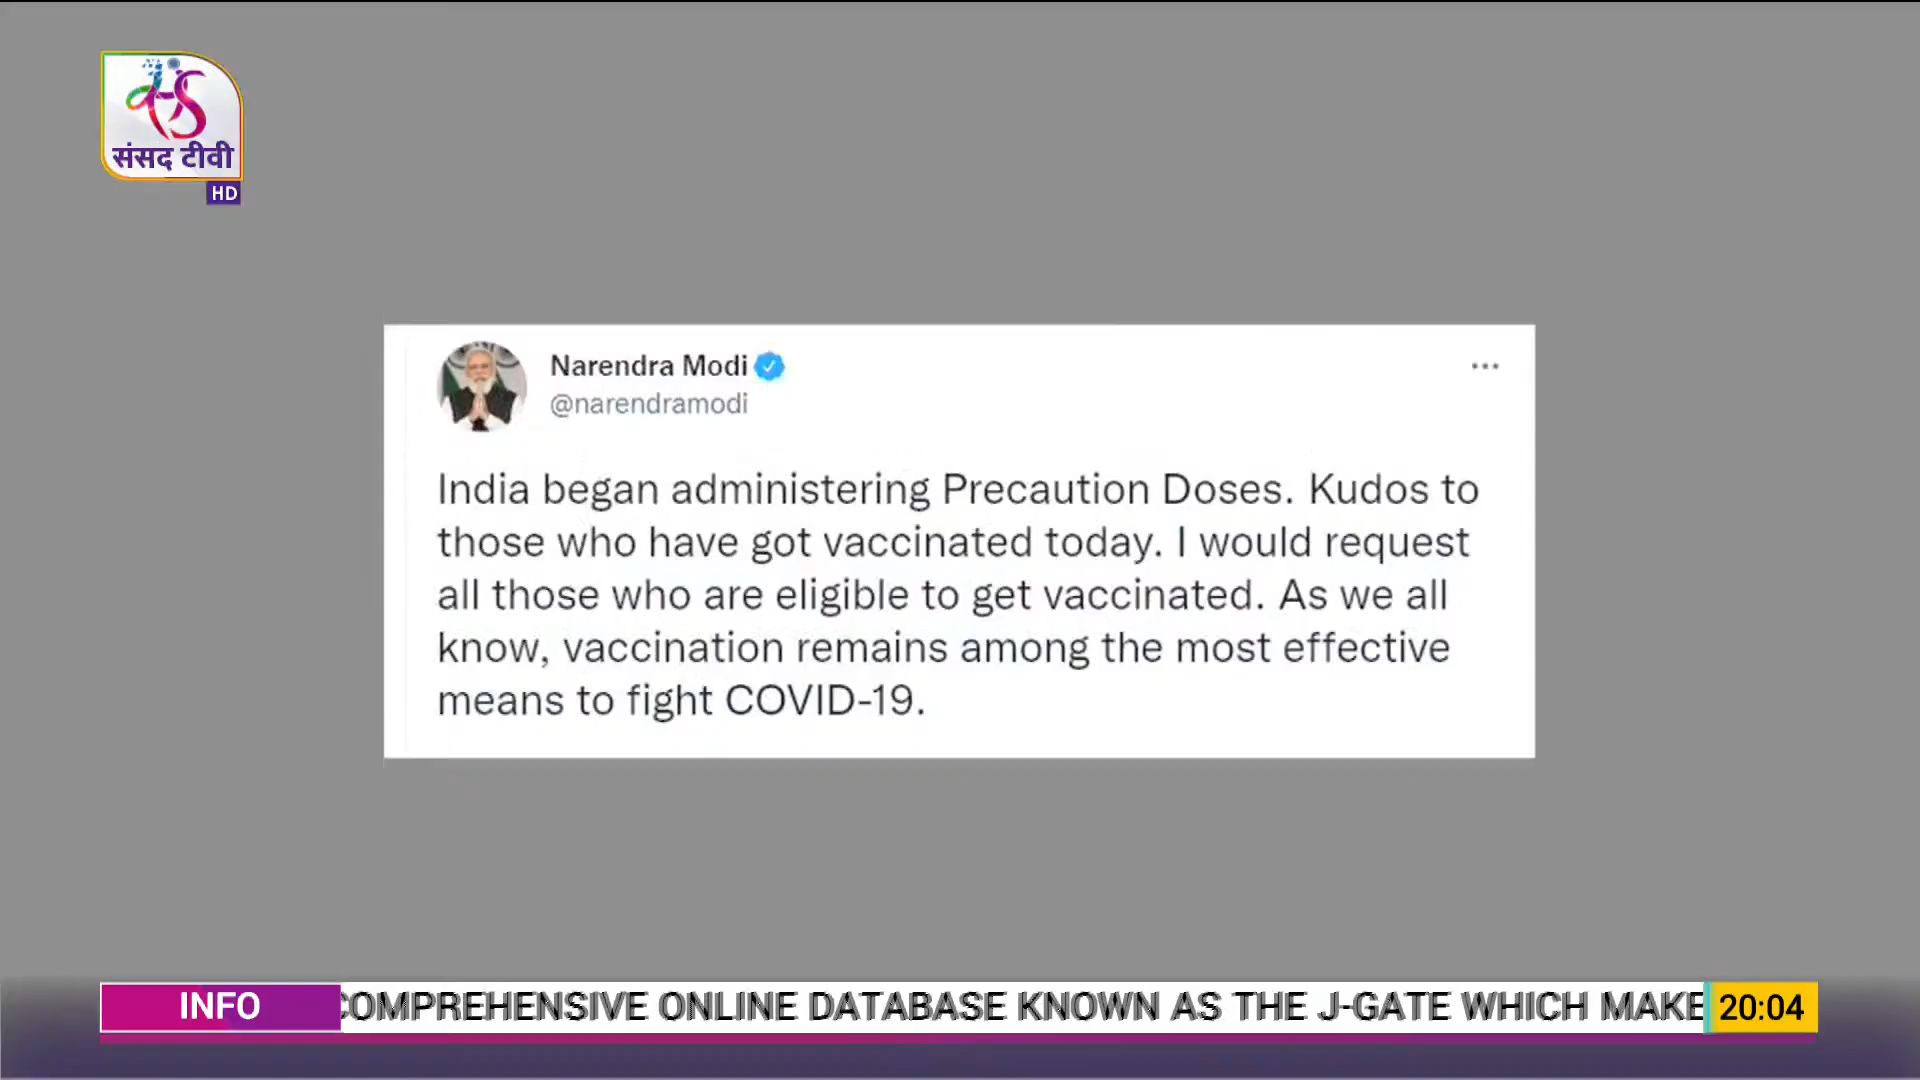 संसद टीवी
HD
Narendra Modi
@narendramodi
India began administering Precaution Doses. Kudos to
those who have got vaccinated today. I would request
all those who are eligible to get vaccinated. As we all
know, vaccination remains among the most effective
means to fight COVID-19.
INFO
COMPREHENSIVE ONLINE DATABASE KNOWN AS THE J-GATE WHICH MAKE
20:04